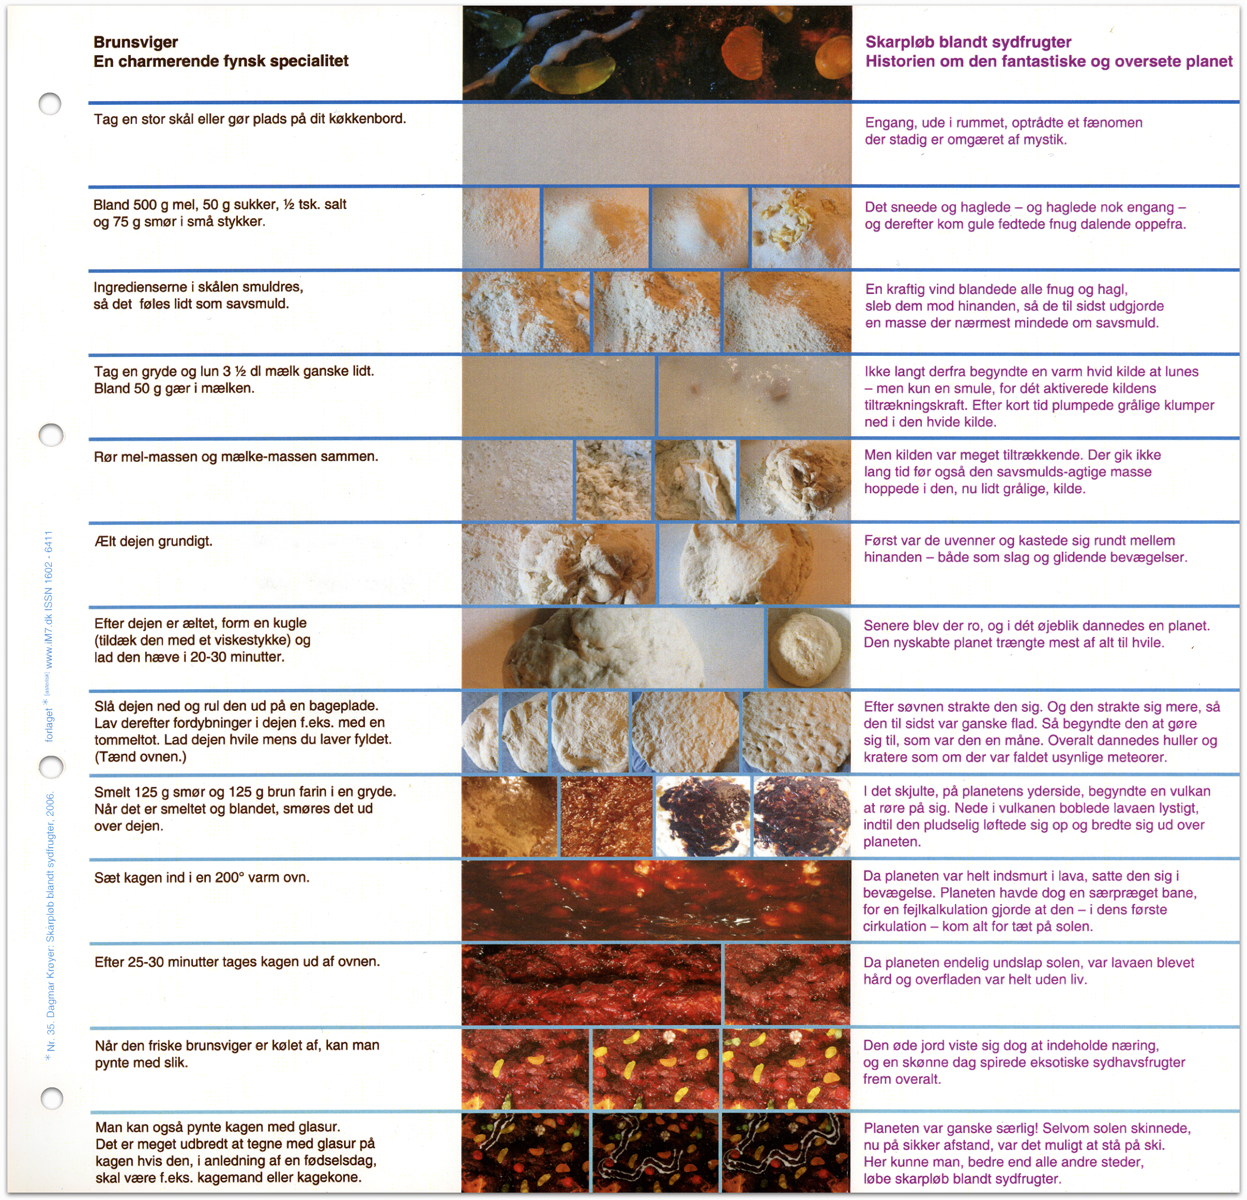 Brunsviger
En charmerende fynsk specialitet
Skarpløb blandt sydfrugter
Historien om den fantastiske og oversete planet
Tag en stor skål eller gør plads på dit køkkenbord.
Engang, ude i rummet, optrådte et fænomen
der stadig er omgæret af mystik.
Bland 500 g mel, 50 g sukker, ½ tsk. salt
og 75 g smør i små stykker.
Det sneede og haglede – og haglede nok engang –
og derefter kom gule fedtede fnug dalende oppefra.
Ingredienserne i skålen smuldres,
så det føles lidt som savsmuld.
En kraftig vind blandede alle fnug og hagl,
sleb dem mod hinanden, så de til sidst udgjorde
en masse der nærmest mindede om savsmuld.
Tag en gryde og lun 3 ½ dl mælk ganske lidt.
Bland 50 g gær i mælken.
Ikke langt derfra begyndte en varm hvid kilde at lunes
– men kun en smule, for dét aktiverede kildens
tiltrækningskraft. Efter kort tid plumpede grålige klumper
ned i den hvide kilde.
Rør mel-massen og mælke-massen sammen.
Men kilden var meget tiltrækkende. Der gik ikke
lang tid før også den savsmulds-agtige masse
hoppede i den, nu lidt grålige, kilde.
Ælt dejen grundigt.
Først var de uvenner og kastede sig rundt mellem
hinanden – både som slag og glidende bevægelser.
Efter dejen er æltet, form en kugle
(tildæk den med et viskestykke) og
lad den hæve i 20-30 minutter.
Senere blev der ro, og i dét øjeblik dannedes en planet.
Den nyskabte planet trængte mest af alt til hvile.
Slå dejen ned og rul den ud på en bageplade.
Lav derefter fordybninger i dejen f.eks. med en
tommeltot. Lad dejen hvile mens du laver fyldet.
(Tænd ovnen.)
Efter søvnen strakte den sig. Og den strakte sig mere, så
den til sidst var ganske flad. Så begyndte den at gøre
sig til, som var den en måne. Overalt dannedes huller og
kratere som om der var faldet usynlige meteorer.
Smelt 125 g smør og 125 g brun farin i en gryde.
Når det er smeltet og blandet, smøres det ud
over dejen.
I det skjulte, på planetens yderside, begyndte en vulkan
at røre på sig. Nede i vulkanen boblede lavaen lystigt,
indtil den pludselig løftede sig op og bredte sig ud over
planeten.
Sæt kagen ind i en 200° varm ovn.
Da planeten var helt indsmurt i lava, satte den sig i
bevægelse. Planeten havde dog en særpræget bane,
for en fejlkalkulation gjorde at den – i dens første
cirkulation – kom alt for tæt på solen.
Efter 25-30 minutter tages kagen ud af ovnen.
Da planeten endelig undslap solen, var lavaen blevet
hård og overfladen var helt uden liv.
Når den friske brunsviger er kølet af, kan man
pynte med slik.
Den øde jord viste sig dog at indeholde næring,
og en skønne dag spirede eksotiske sydhavsfrugter
frem overalt.
Man kan også pynte kagen med glasur.
Det er meget udbredt at tegne med glasur på
kagen hvis den, i anledning af en fødselsdag,
skal være f.eks. kagemand eller kagekone.
Planeten var ganske særlig! Selvom solen skinnede,
nu på sikker afstand, var det muligt at stå på ski.
Her kunne man, bedre end alle andre steder,
løbe skarpløb blandt sydfrugter.
* Nr. 35. Dagmar Krøyer: Skarpløb blandt sydfrugter, 2006. forlaget * [asterisk] www.iM7.dk ISSN 1602 - 6411